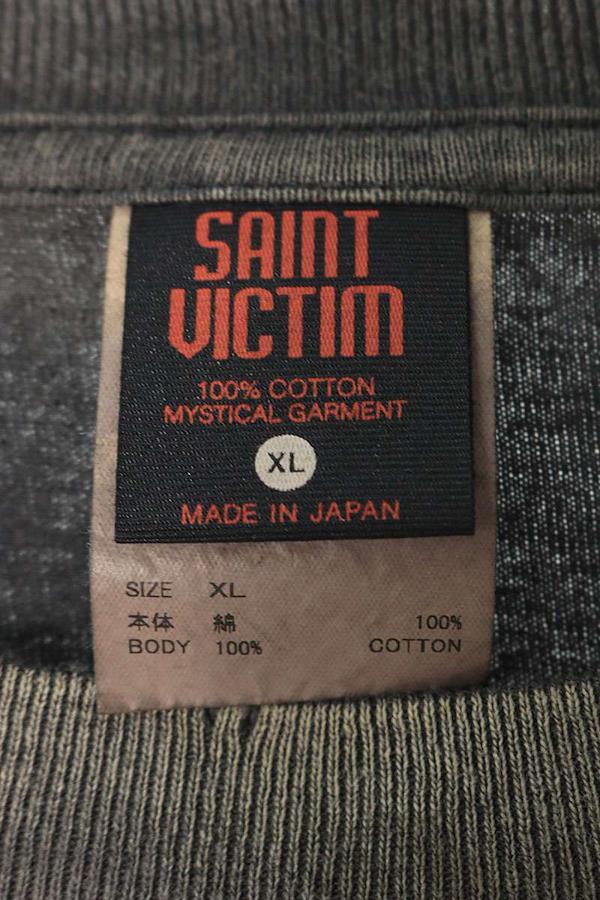 SAINT
VICTIM
100% COTTON
MYSTICAL GARMENT
XL
MADE IN JAPAN
SIZE XL
本体 綿 100%
BODY 100% COTTON